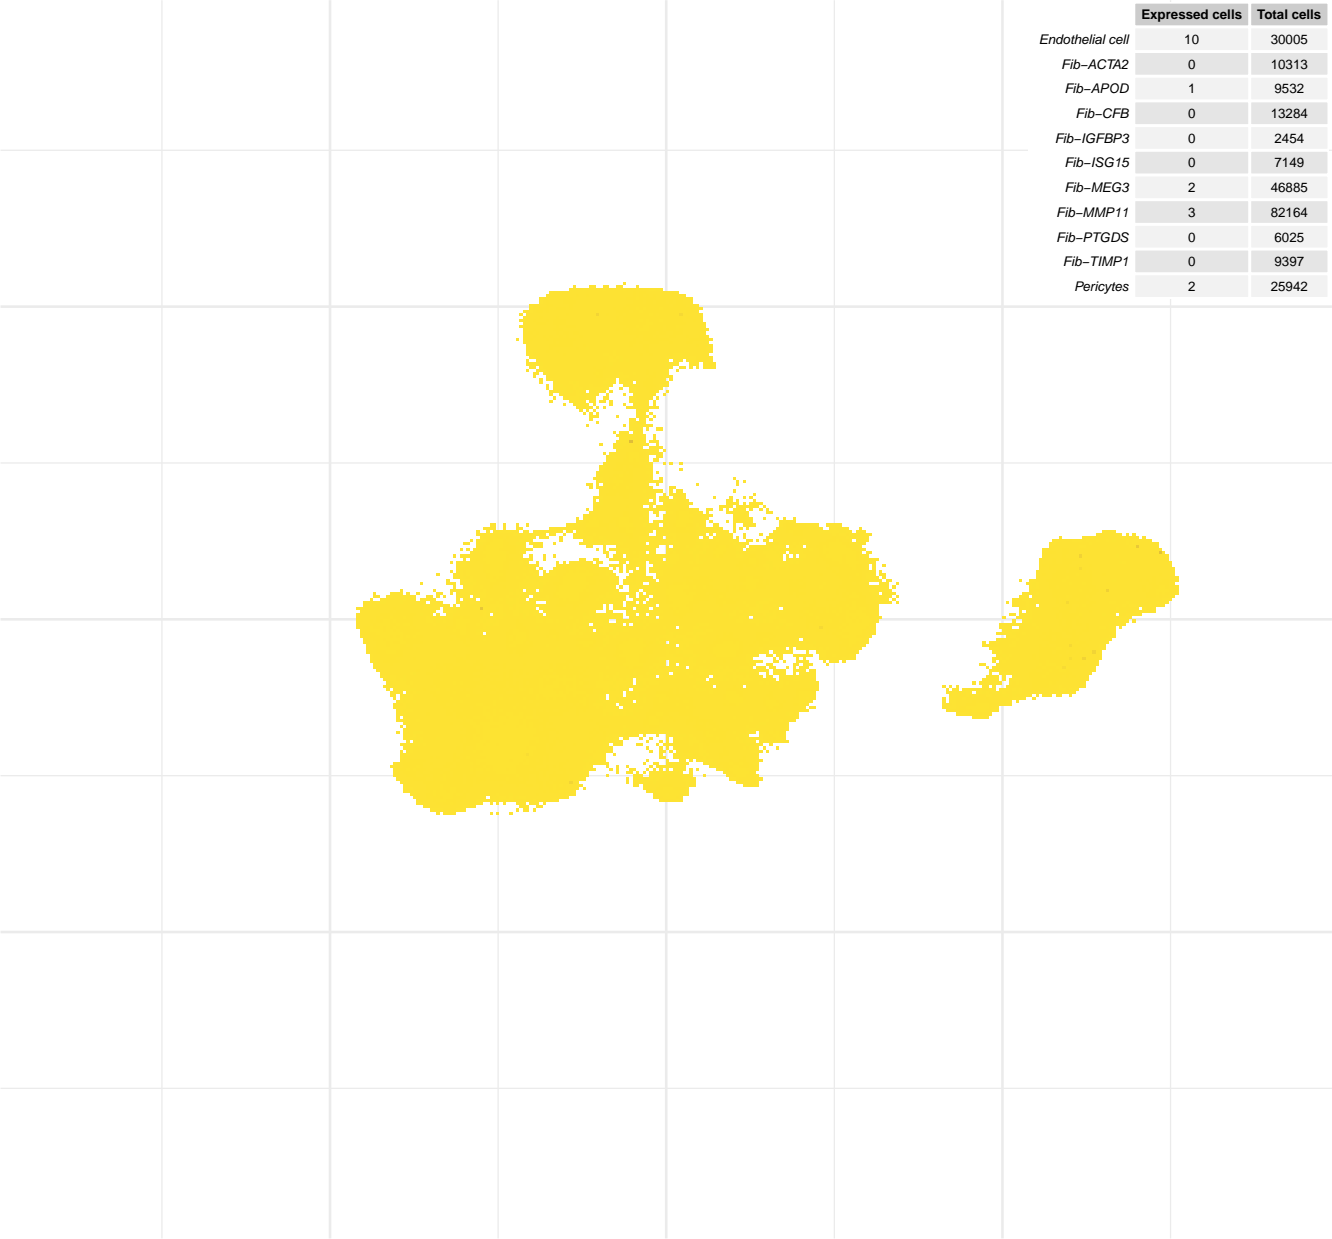 Expressed cells Total cells
Endothelial cell 10 30005
Fib−ACTA2 0 10313
Fib−APOD 1 9532
Fib−CFB 0 13284
Fib−IGFBP3 0 2454
Fib−ISG15 0 7149
Fib−MEG3 2 46885
Fib−MMP11 3 82164
Fib−PTGDS 0 6025
Fib−TIMP1 0 9397
Pericytes 2 25942